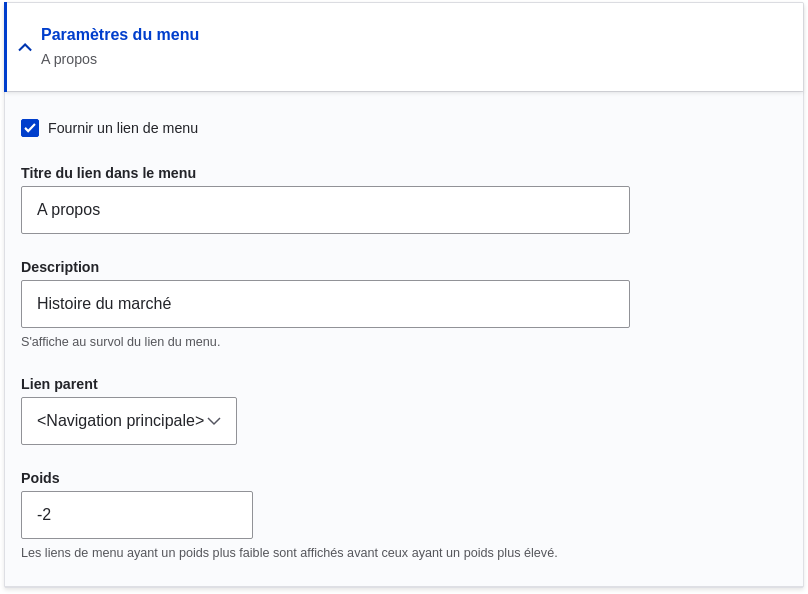 Paramètres du menu
A propos
Fournir un lien de menu
Titre du lien dans le menu
A propos
Description
Histoire du marché
S'affiche au survol du lien du menu.
Lien parent
<Navigation principale>
Poids
-2
Les liens de menu ayant un poids plus faible sont affichés avant ceux ayant un poids plus élevé.